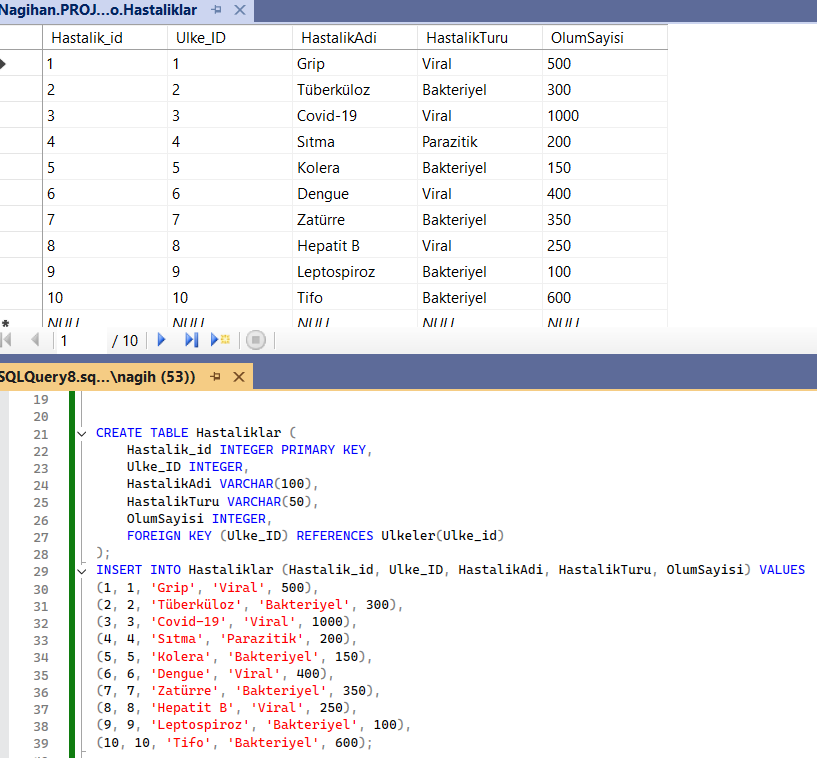 Nagihan.PROJ...o.Hastaliklar
Hastalik_id Ulke_ID HastalikAdi HastalikTuru OlumSayisi
1 1 Grip Viral 500
2 2 Tüberküloz Bakteriyel 300
3 3 Covid-19 Viral 1000
4 4 Sıtma Parazitik 200
5 5 Kolera Bakteriyel 150
6 6 Dengue Viral 400
7 7 Zatürre Bakteriyel 350
8 8 Hepatit B Viral 250
9 9 Leptospiroz Bakteriyel 100
10 10 Tifo Bakteriyel 600
* NULL NULL NULL NULL NULL
1 / 10
SQLQuery8.sq...\nagih (53))
19
20
21 CREATE TABLE Hastaliklar (
22 Hastalik_id INTEGER PRIMARY KEY,
23 Ulke_ID INTEGER,
24 HastalikAdi VARCHAR(100),
25 HastalikTuru VARCHAR(50),
26 OlumSayisi INTEGER,
27 FOREIGN KEY (Ulke_ID) REFERENCES Ulkeler(Ulke_id)
28 );
29 INSERT INTO Hastaliklar (Hastalik_id, Ulke_ID, HastalikAdi, HastalikTuru, OlumSayisi) VALUES
30 (1, 1, 'Grip', 'Viral', 500),
31 (2, 2, 'Tüberküloz', 'Bakteriyel', 300),
32 (3, 3, 'Covid-19', 'Viral', 1000),
33 (4, 4, 'Sıtma', 'Parazitik', 200),
34 (5, 5, 'Kolera', 'Bakteriyel', 150),
35 (6, 6, 'Dengue', 'Viral', 400),
36 (7, 7, 'Zatürre', 'Bakteriyel', 350),
37 (8, 8, 'Hepatit B', 'Viral', 250),
38 (9, 9, 'Leptospiroz', 'Bakteriyel', 100),
39 (10, 10, 'Tifo', 'Bakteriyel', 600);